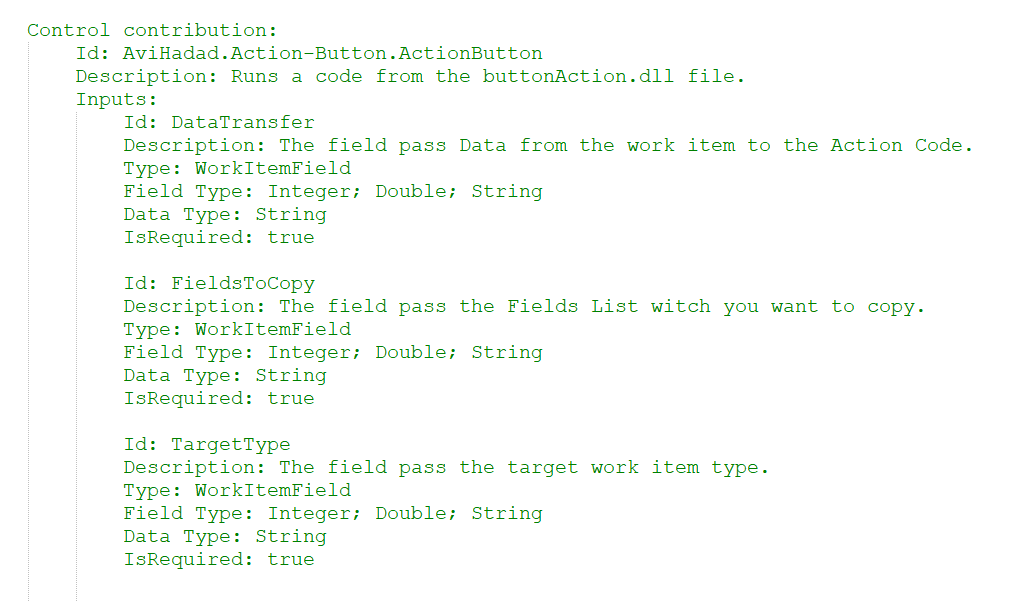 Control contribution:
Id: AviHadad.Action-Button.ActionButton
Description: Runs a code from the buttonAction.dll file.
Inputs:
Id: DataTransfer
Description: The field pass Data from the work item to the Action Code.
Type: WorkItemField
Field Type: Integer; Double; String
Data Type: String
IsRequired: true
Id: FieldsToCopy
Description: The field pass the Fields List witch you want to copy.
Type: WorkItemField
Field Type: Integer; Double; String
Data Type: String
IsRequired: true
Id: TargetType
Description: The field pass the target work item type.
Type: WorkItemField
Field Type: Integer; Double; String
Data Type: String
IsRequired: true